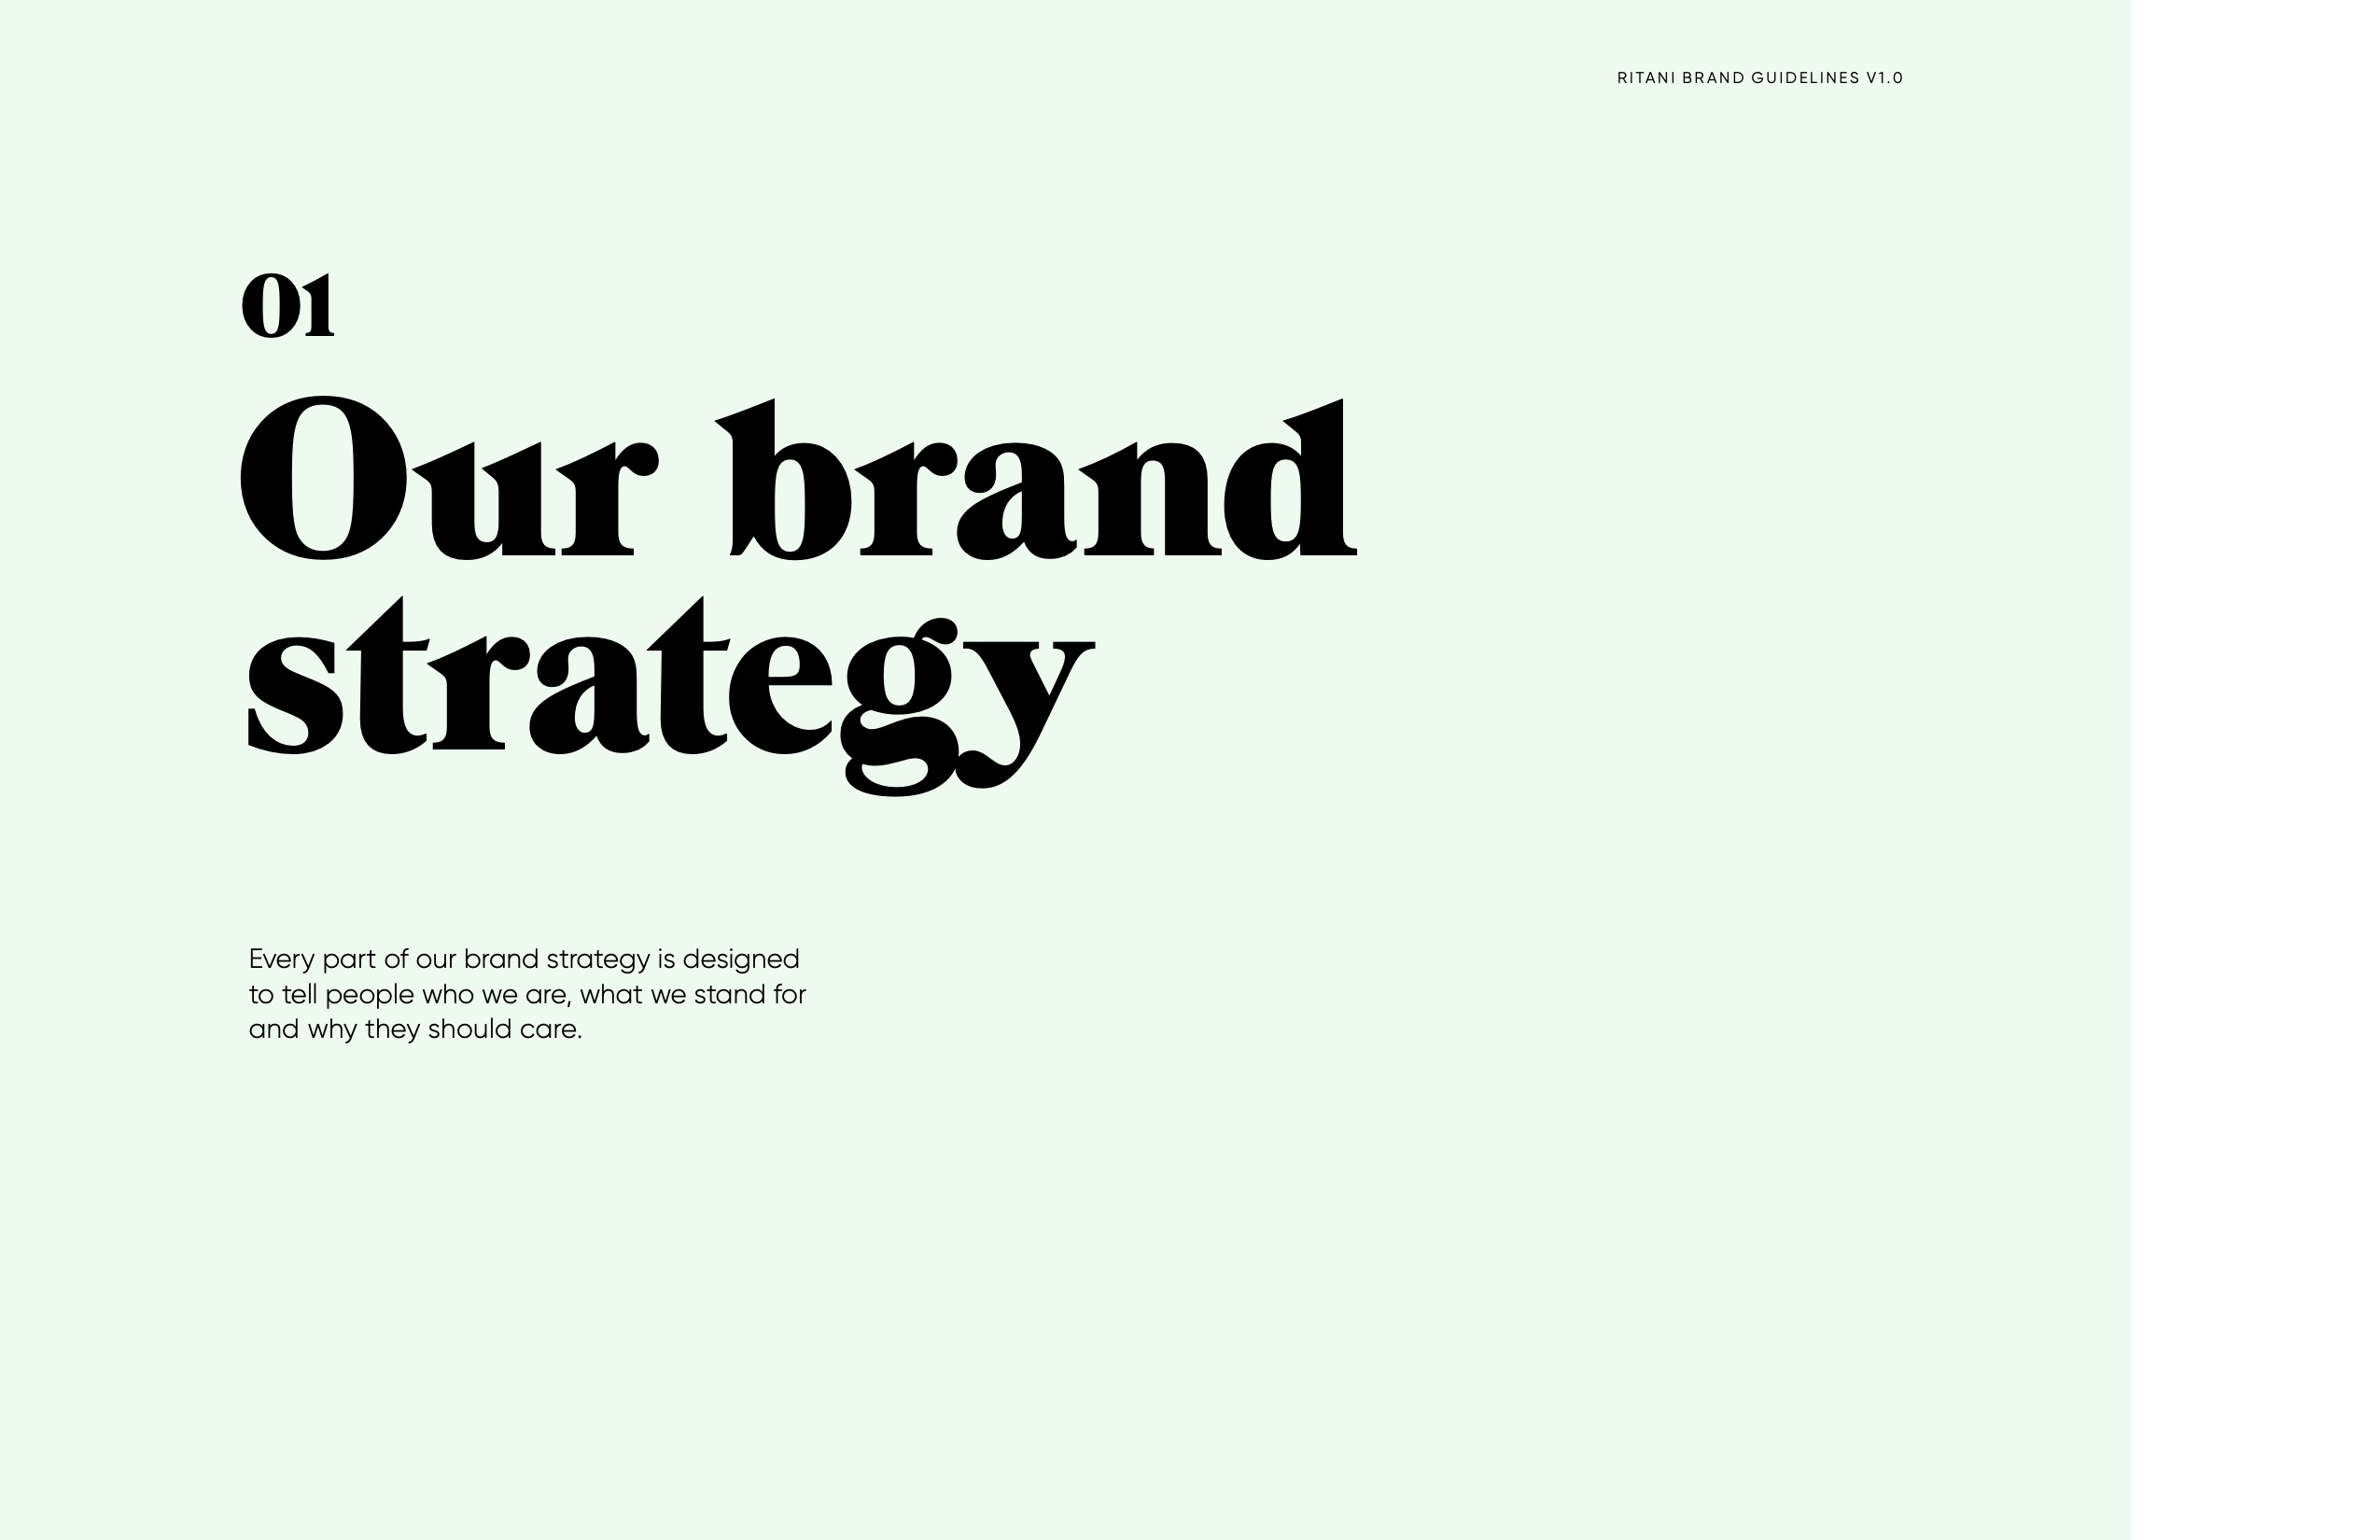 RITANI BRAND GUIDELINES V1.0
01
Our brand
strategy
Every part of our brand strategy is designed
to tell people who we are, what we stand for
and why they should care.